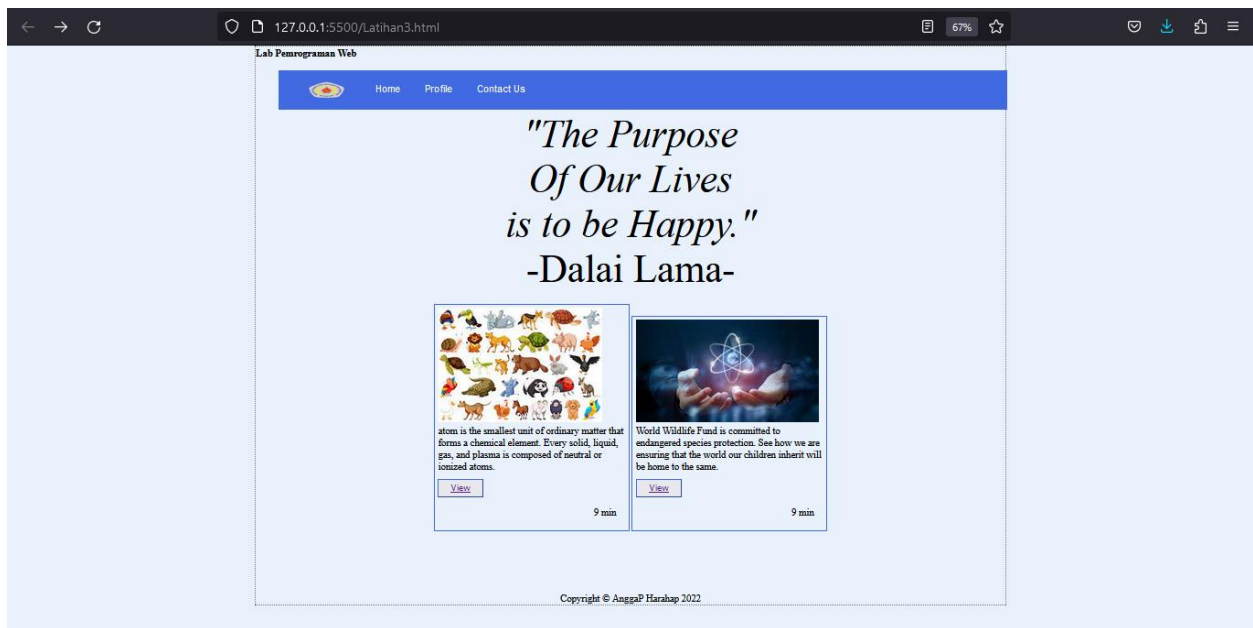 127.0.0.1:5500/Latihan3.html
67%
Lab Pemrograman Web
Home Profile Contact Us
"The Purpose
Of Our Lives
is to be Happy."
-Dalai Lama-
atom is the smallest unit of ordinary matter that
forms a chemical element. Every solid, liquid,
gas, and plasma is composed of neutral or
ionized atoms.
View
9 min
World Wildlife Fund is committed to
endangered species protection. See how we are
ensuring that the world our children inherit will
be home to the same.
View
9 min
Copyright © AnggaP Harahap 2022